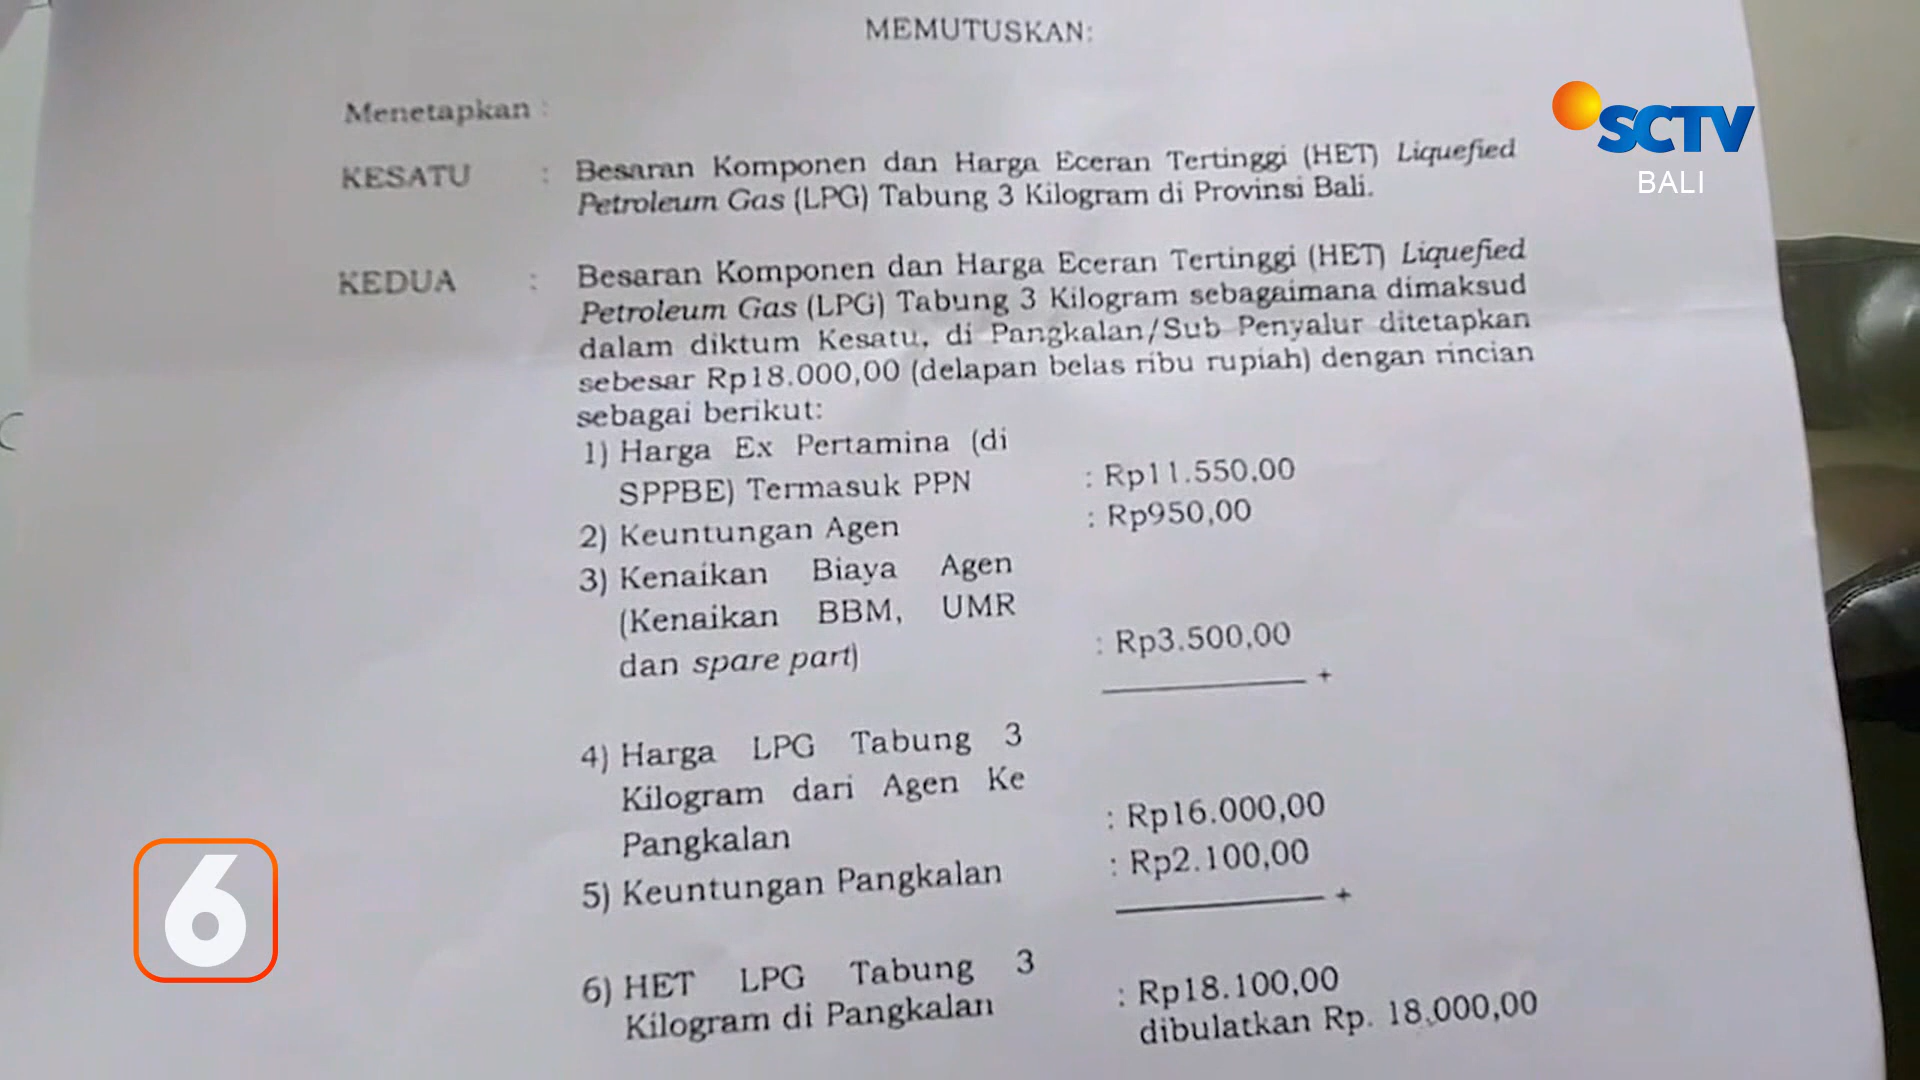 MEMUTUSKAN:
SCTV
BALI
Menetapkan :
KESATU : Besaran Komponen dan Harga Eceran Tertinggi (HET) Liquefied
Petroleum Gas (LPG) Tabung 3 Kilogram di Provinsi Bali.
KEDUA : Besaran Komponen dan Harga Eceran Tertinggi (HET) Liquefied
Petroleum Gas (LPG) Tabung 3 Kilogram sebagaimana dimaksud
dalam diktum Kesatu, di Pangkalan/Sub Penyalur ditetapkan
sebesar Rp18.000,00 (delapan belas ribu rupiah) dengan rincian
sebagai berikut:
1) Harga Ex Pertamina (di
SPPBE) Termasuk PPN : Rp11.550,00
2) Keuntungan Agen : Rp950,00
3) Kenaikan Biaya Agen
(Kenaikan BBM, UMR
dan spare part) : Rp3.500,00
+
4) Harga LPG Tabung 3
Kilogram dari Agen Ke
Pangkalan : Rp16.000,00
5) Keuntungan Pangkalan : Rp2.100,00
+
6) HET LPG Tabung 3
Kilogram di Pangkalan : Rp18.100,00
dibulatkan Rp. 18.000,00
6